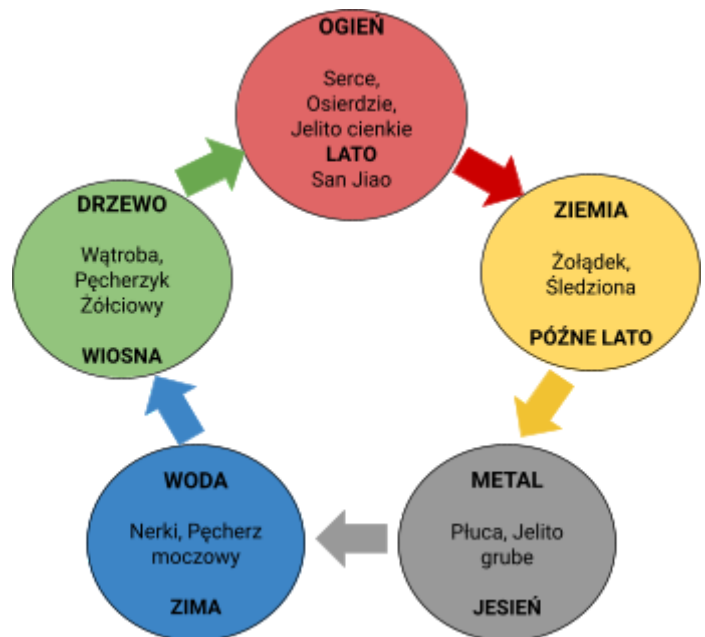 OGIEŃ
Serce,
Osierdzie,
Jelito cienkie
LATO
San Jiao
ZIEMIA
Żołądek,
Śledziona
PÓŹNE LATO
METAL
Płuca, Jelito
grube
JESIEŃ
WODA
Nerki, Pęcherz
moczowy
ZIMA
DRZEWO
Wątroba,
Pęcherzyk
Żółciowy
WIOSNA